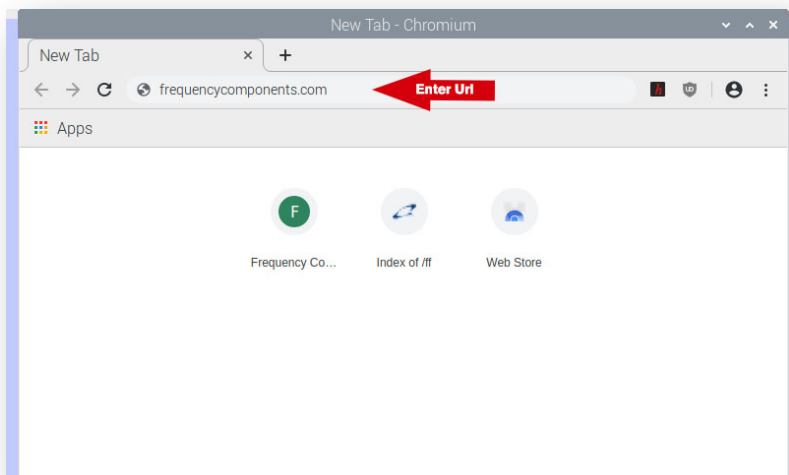 New Tab - Chromium
New Tab
frequencycomponents.com
Enter Url
Apps
F
Frequency Co...
Index of /ff
Web Store